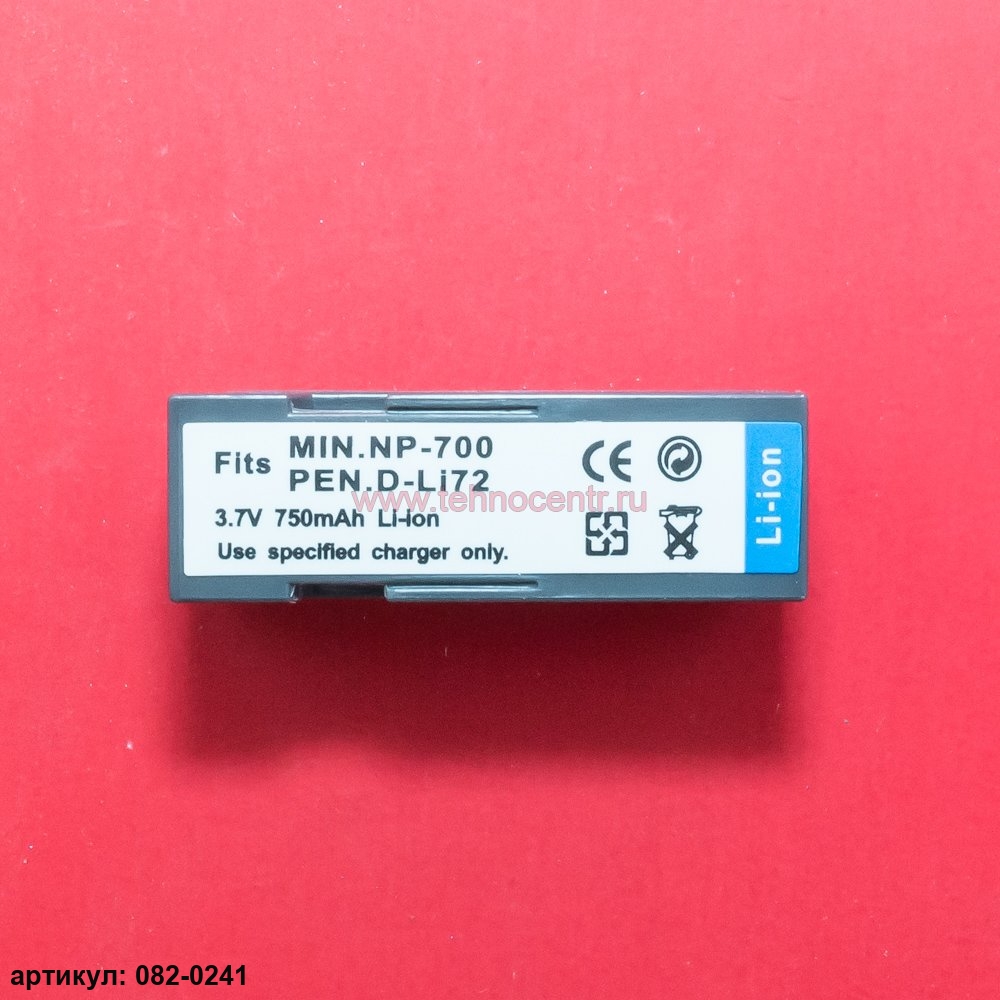 Fits MIN.NP-700
PEN.D-Li72
www.tehnocentr.ru
3.7V 750mAh Li-ion
Use specified charger only.
CE
Li-ion
артикул: 082-0241